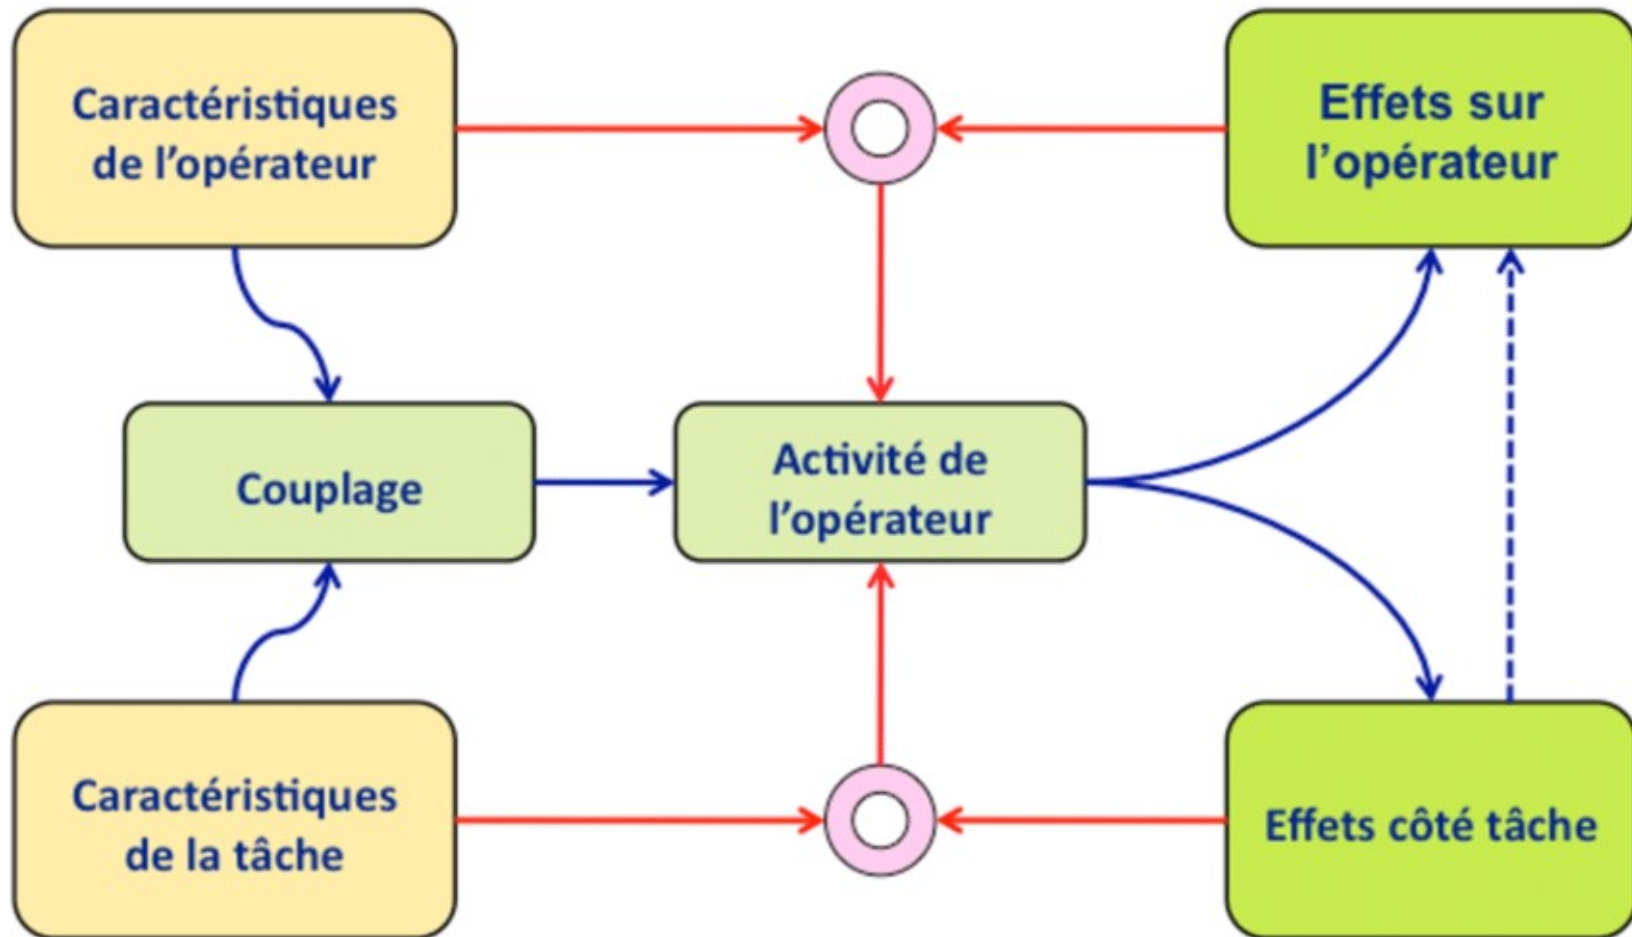 Caractéristiques
de l’opérateur
Effets sur
l’opérateur
Couplage
Activité de
l’opérateur
Caractéristiques
de la tâche
Effets côté tâche